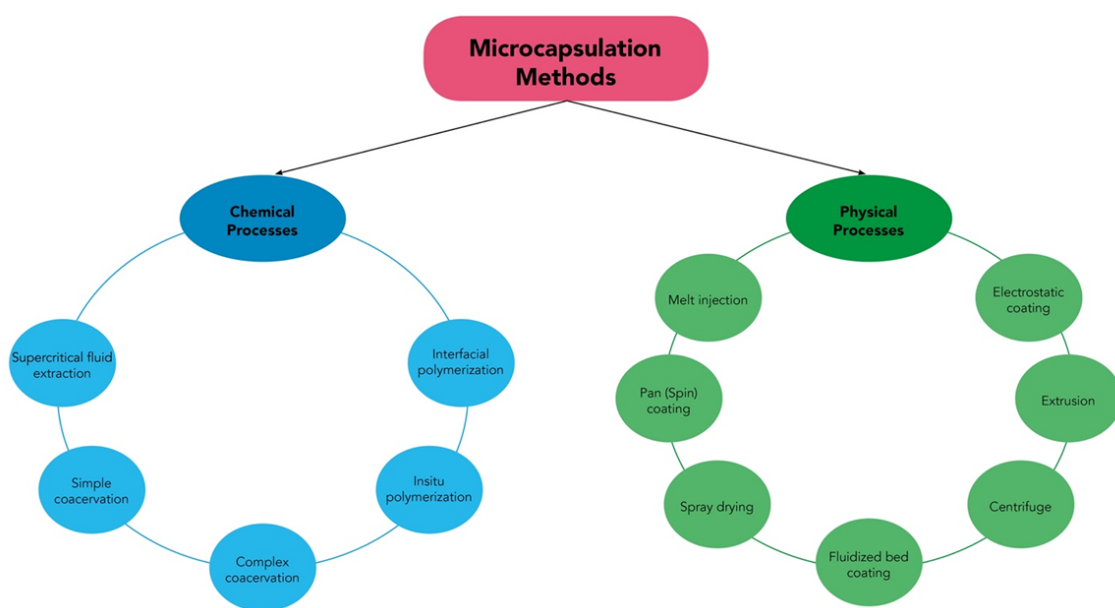 Microcapsulation
Methods
Chemical
Processes
Physical
Processes
Melt injection
Electrostatic
coating
Supercritical fluid
extraction
Interfacial
polymerization
Pan (Spin)
coating
Extrusion
Simple
coacervation
Insitu
polymerization
Spray drying
Centrifuge
Complex
coacervation
Fluidized bed
coating